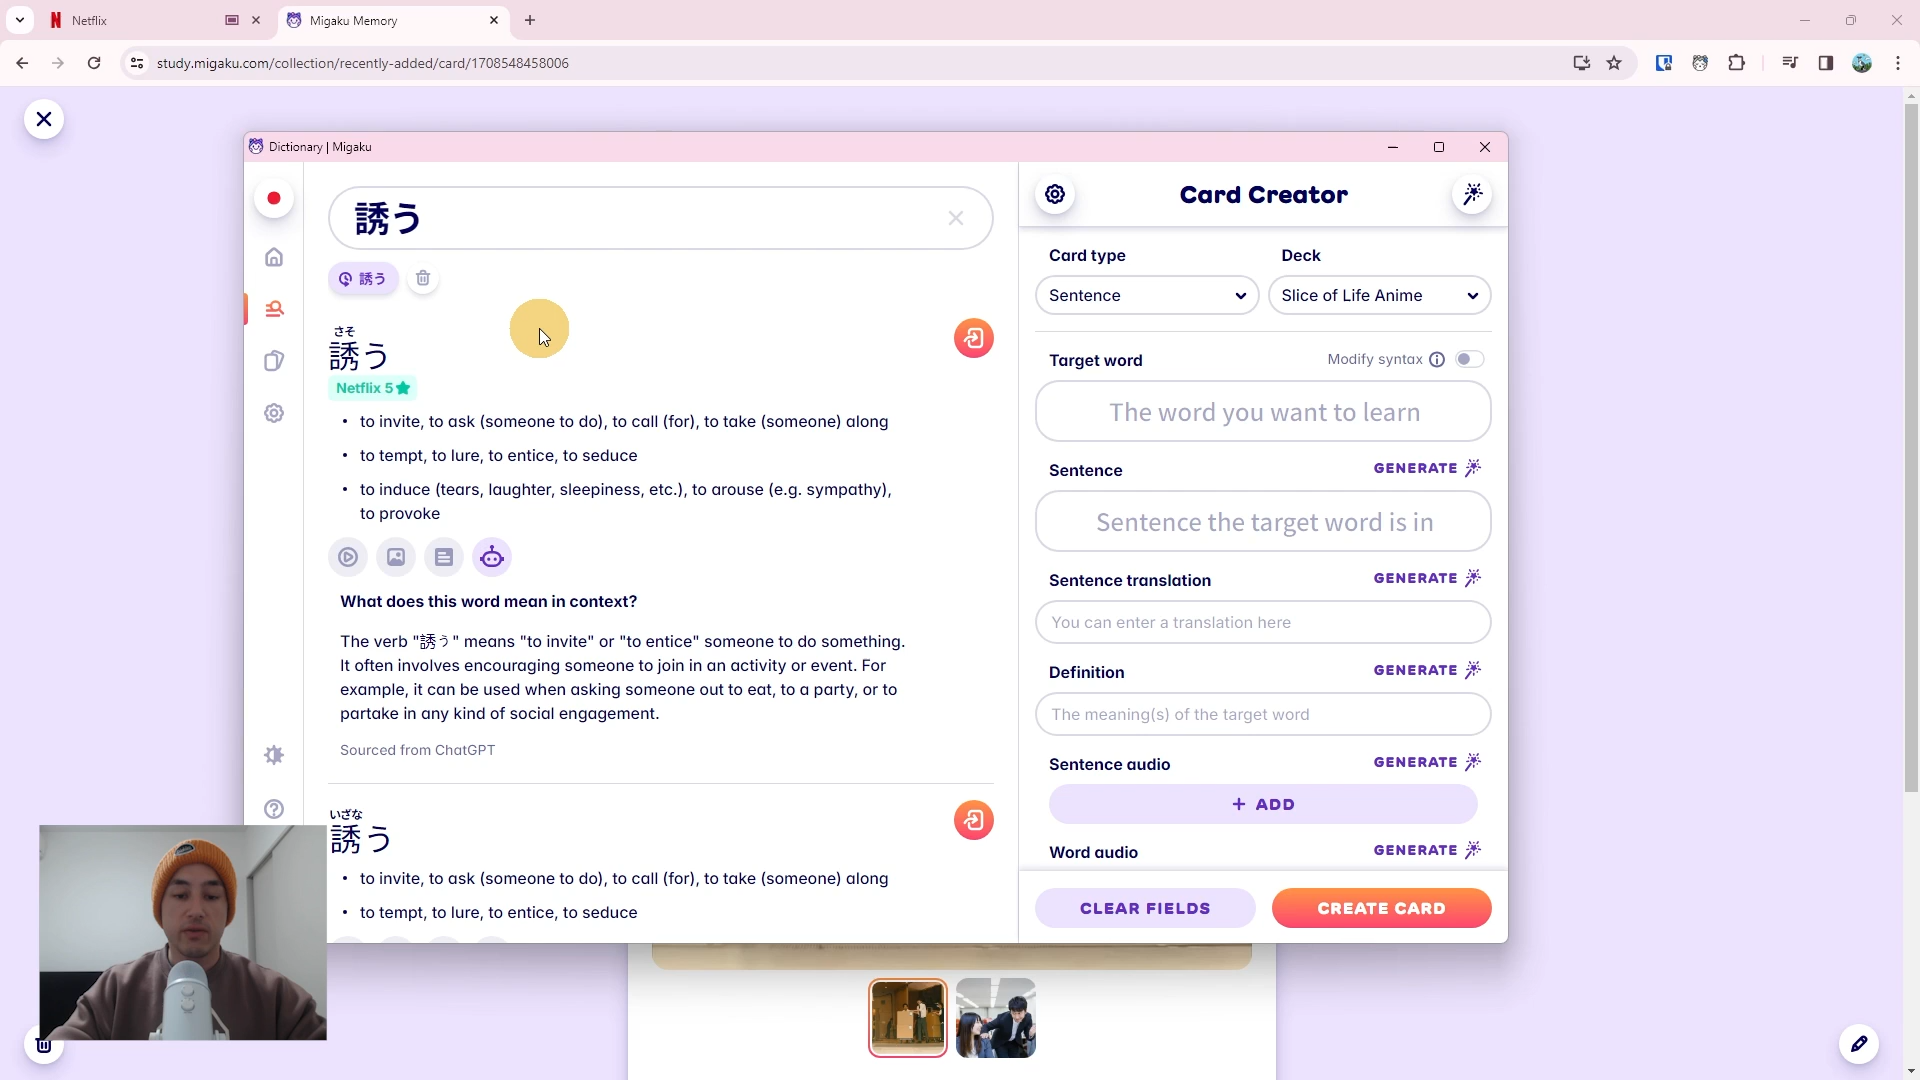 Netflix
Migaku Memory
study.migaku.com/collection/recently-added/card/1708548458006
Dictionary | Migaku
誘う
誘う
さそ
誘う
Netflix 5★
• to invite, to ask (someone to do), to call (for), to take (someone) along
• to tempt, to lure, to entice, to seduce
• to induce (tears, laughter, sleepiness, etc.), to arouse (e.g. sympathy),
to provoke
What does this word mean in context?
The verb "誘う" means "to invite" or "to entice" someone to do something.
It often involves encouraging someone to join in an activity or event. For
example, it can be used when asking someone out to eat, to a party, or to
partake in any kind of social engagement.
Sourced from ChatGPT
いざな
誘う
• to invite, to ask (someone to do), to call (for), to take (someone) along
• to tempt, to lure, to entice, to seduce
Card Creator
Card type
Deck
Sentence
Slice of Life Anime
Target word
Modify syntax
The word you want to learn
Sentence
GENERATE
Sentence the target word is in
Sentence translation
GENERATE
You can enter a translation here
Definition
GENERATE
The meaning(s) of the target word
Sentence audio
GENERATE
+ ADD
Word audio
GENERATE
CLEAR FIELDS
CREATE CARD